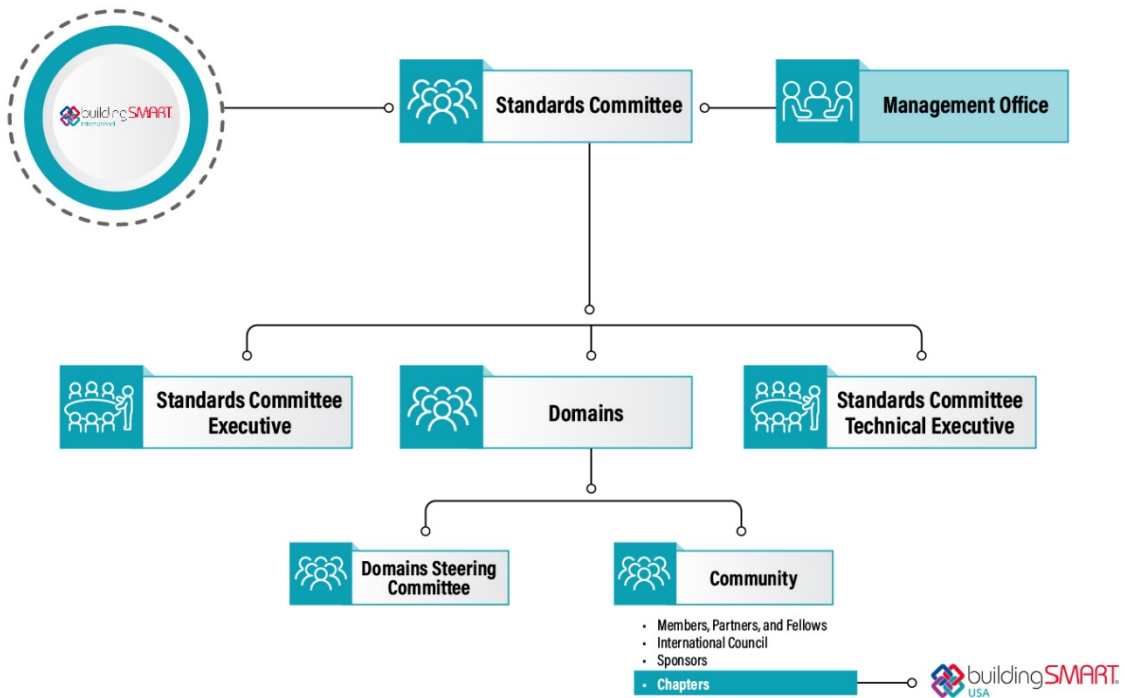 buildingSMART
International
Standards Committee
Management Office
Standards Committee
Executive
Domains
Standards Committee
Technical Executive
Domains Steering
Committee
Community
• Members, Partners, and Fellows
• International Council
• Sponsors
• Chapters
buildingSMART
USA